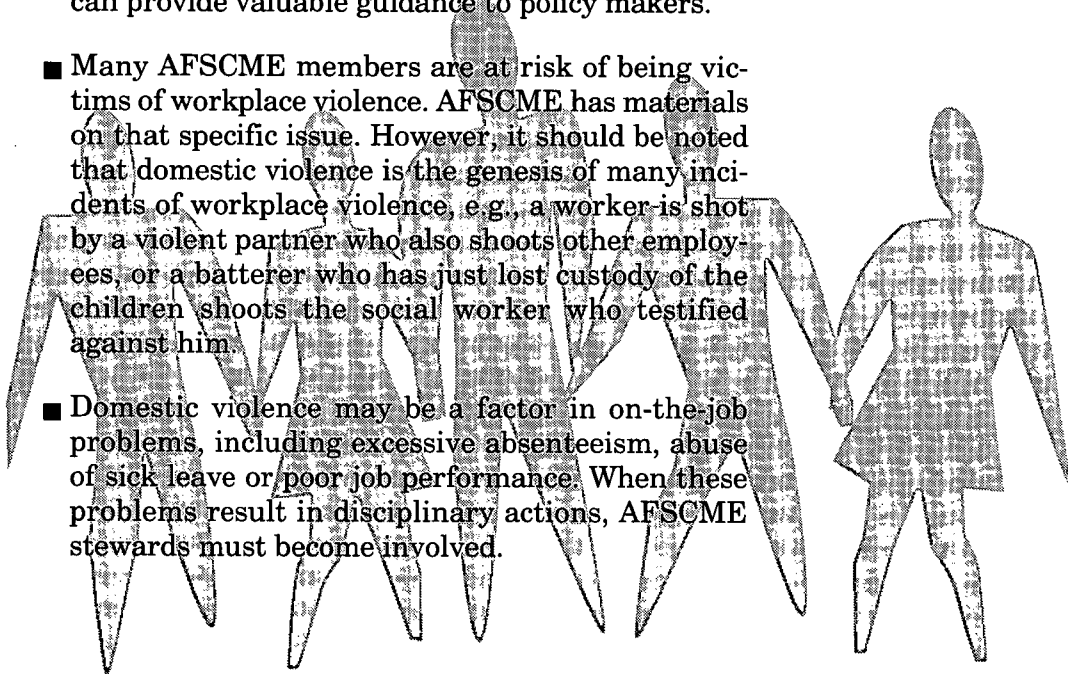 can provide valuable guidance to policy makers.
■ Many AFSCME members are at risk of being vic-
tims of workplace violence. AFSCME has materials
on that specific issue. However, it should be noted
that domestic violence is the genesis of many inci-
dents of workplace violence, e.g., a worker is shot
by a violent partner who also shoots other employ-
ees, or a batterer who has just lost custody of the
children shoots the social worker who testified
against him.
■ Domestic violence may be a factor in on-the-job
problems, including excessive absenteeism, abuse
of sick leave or poor job performance. When these
problems result in disciplinary actions, AFSCME
stewards must become involved.